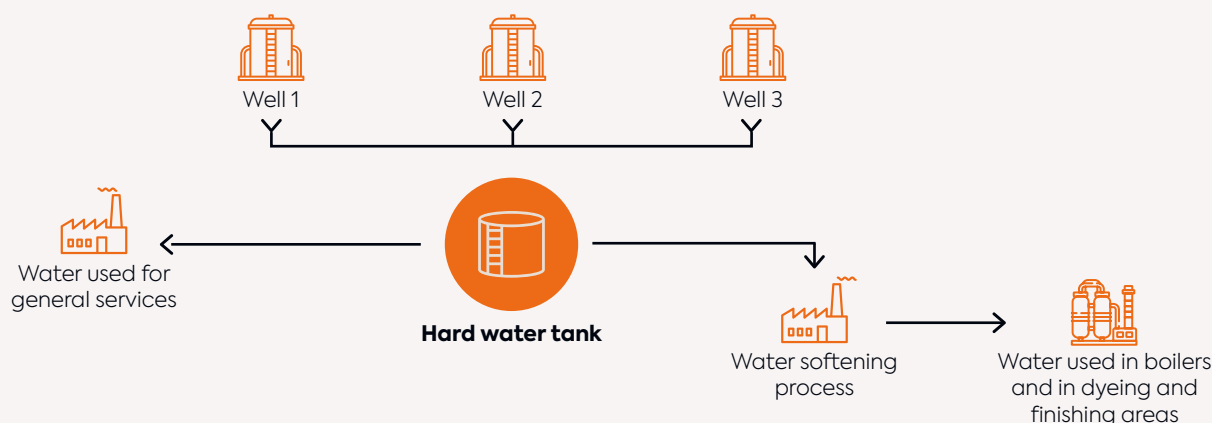 Well 1
Well 2
Well 3
Water used for
general services
Hard water tank
Water softening
process
Water used in boilers
and in dyeing and
finishing areas